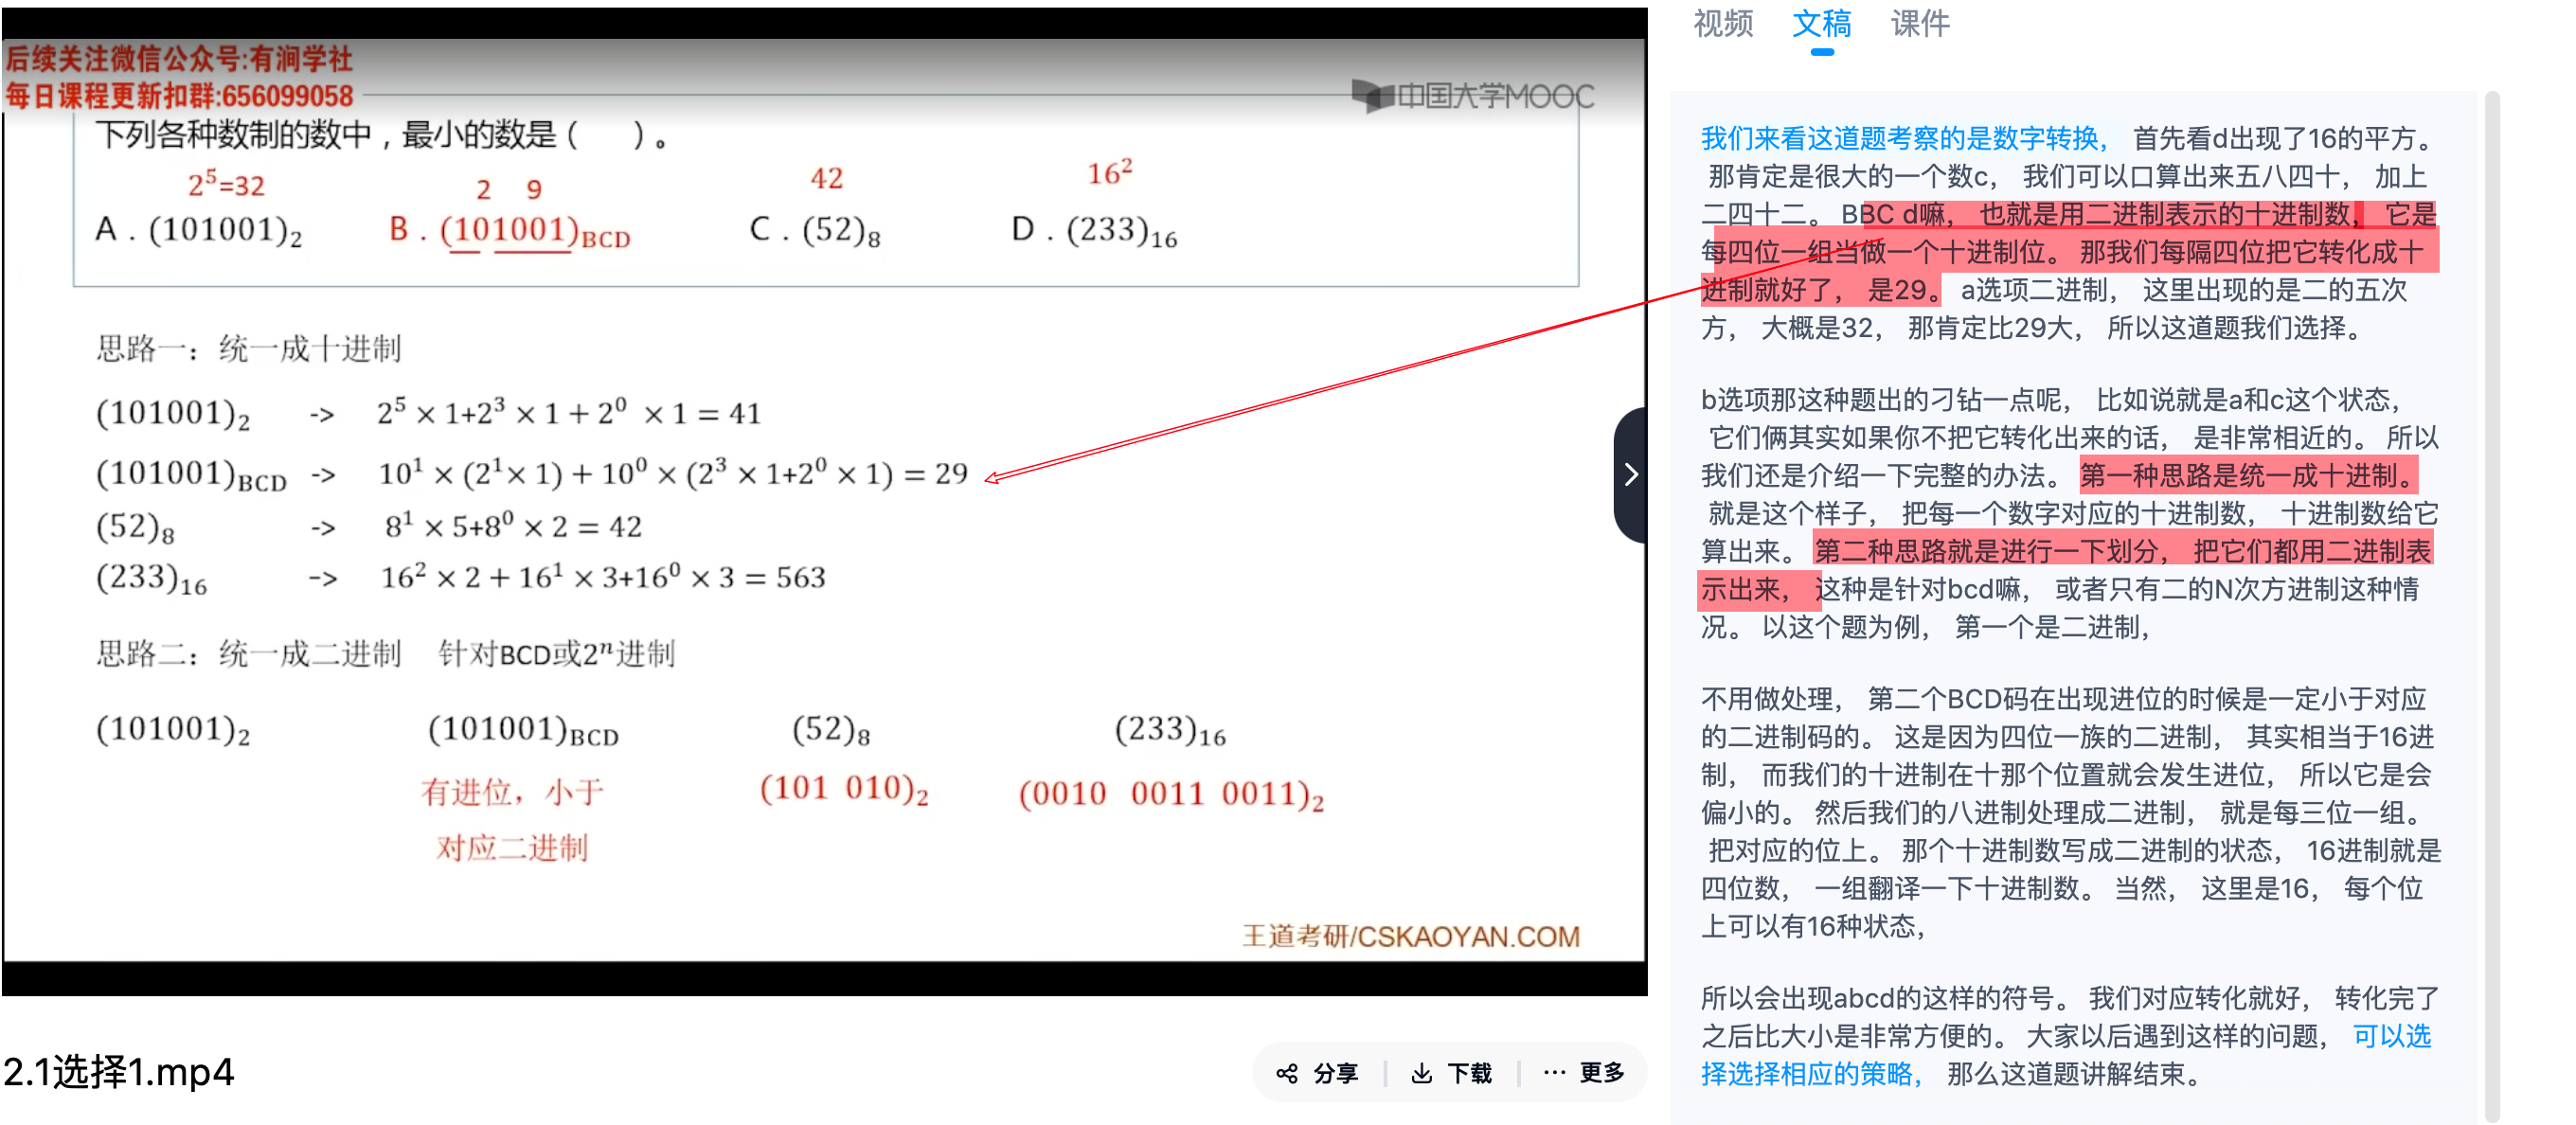 后续关注微信公众号:有涧学社
每日课程更新扣群:656099058
中国大学MOOC
下列各种数制的数中，最小的数是（　　）。
2⁵=32
2 9
42
16²
A．(101001)₂ B．(101001)BCD C．(52)₈ D．(233)₁₆
思路一：统一成十进制
(101001)₂ -> 2⁵ × 1+2³ × 1 + 2⁰ × 1 = 41
(101001)BCD -> 10¹ × (2¹× 1) + 10⁰ × (2³ × 1+2⁰ × 1) = 29
(52)₈ -> 8¹ × 5+8⁰ × 2 = 42
(233)₁₆ -> 16² × 2 + 16¹ × 3+16⁰ × 3 = 563
思路二：统一成二进制 针对BCD或2ⁿ进制
(101001)₂ (101001)BCD (52)₈ (233)₁₆
有进位，小于 (101 010)₂ (0010 0011 0011)₂
对应二进制
王道考研/CSKAOYAN.COM
2.1选择1.mp4
分享 下载 更多
视频 文稿 课件
我们来看这道题考察的是数字转换， 首先看d出现了16的平方。
那肯定是很大的一个数c， 我们可以口算出来五八四十， 加上
二四十二。 BBC d嘛， 也就是用二进制表示的十进制数， 它是
每四位一组当做一个十进制位。 那我们每隔四位把它转化成十
进制就好了， 是29。 a选项二进制， 这里出现的是二的五次
方， 大概是32， 那肯定比29大， 所以这道题我们选择。
b选项那这种题出的刁钻一点呢， 比如说就是a和c这个状态，
它们俩其实如果你不把它转化出来的话， 是非常相近的。 所以
我们还是介绍一下完整的办法。 第一种思路是统一成十进制。
就是这个样子， 把每一个数字对应的十进制数， 十进制数给它
算出来。 第二种思路就是进行一下划分， 把它们都用二进制表
示出来， 这种是针对bcd嘛， 或者只有二的N次方进制这种情
况。 以这个题为例， 第一个是二进制，
不用做处理， 第二个BCD码在出现进位的时候是一定小于对应
的二进制码的。 这是因为四位一族的二进制， 其实相当于16进
制， 而我们的十进制在十那个位置就会发生进位， 所以它是会
偏小的。 然后我们的八进制处理成二进制， 就是每三位一组。
把对应的位上。 那个十进制数写成二进制的状态， 16进制就是
四位数， 一组翻译一下十进制数。 当然， 这里是16， 每个位
上可以有16种状态，
所以会出现abcd的这样的符号。 我们对应转化就好， 转化完了
之后比大小是非常方便的。 大家以后遇到这样的问题， 可以选
择选择相应的策略， 那么这道题讲解结束。